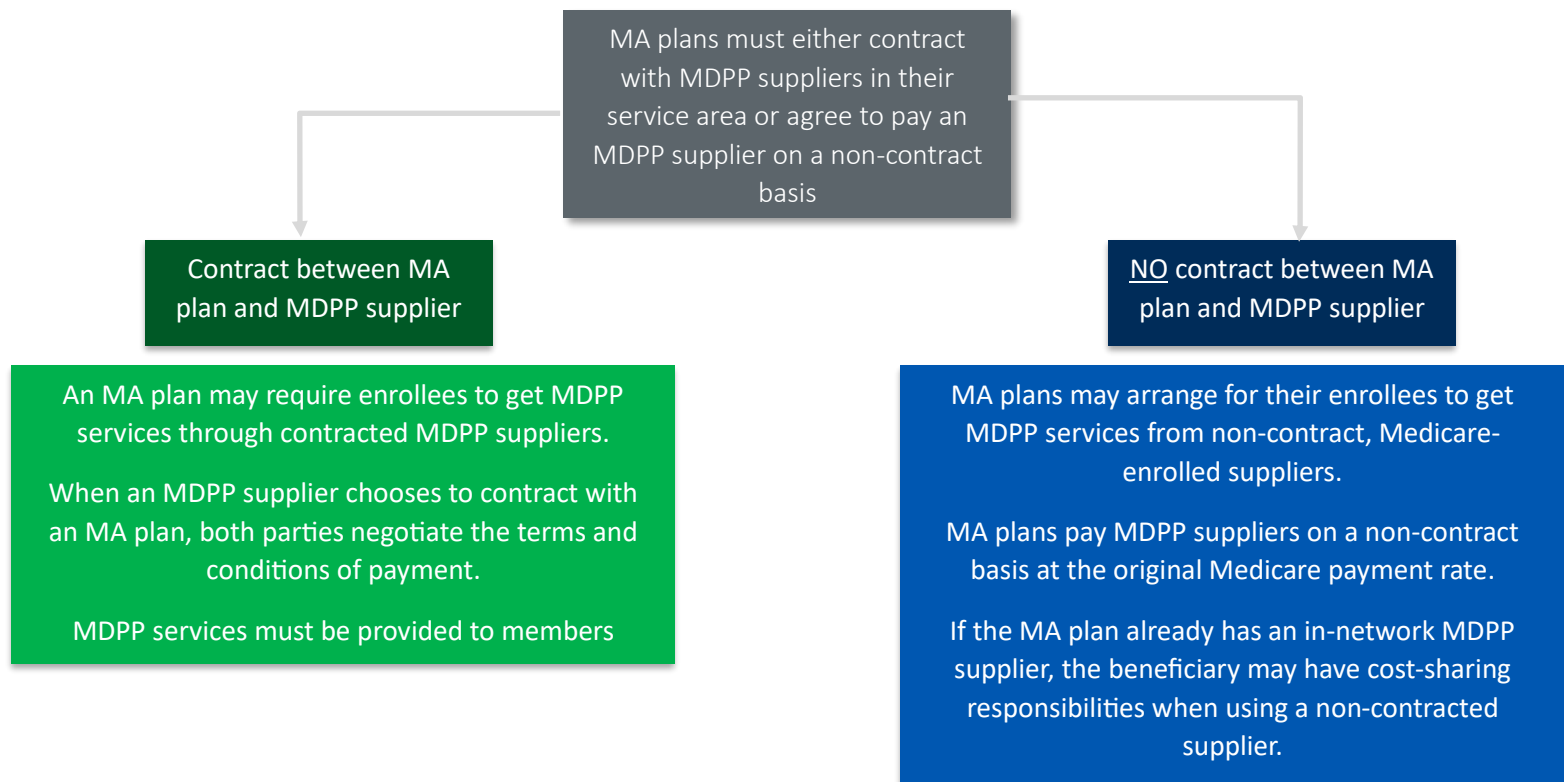 MA plans must either contract
with MDPP suppliers in their
service area or agree to pay an
MDPP supplier on a non-contract
basis
Contract between MA
plan and MDPP supplier
An MA plan may require enrollees to get MDPP
services through contracted MDPP suppliers.
When an MDPP supplier chooses to contract with
an MA plan, both parties negotiate the terms and
conditions of payment.
MDPP services must be provided to members
NO contract between MA
plan and MDPP supplier
MA plans may arrange for their enrollees to get
MDPP services from non-contract, Medicare-
enrolled suppliers.
MA plans pay MDPP suppliers on a non-contract
basis at the original Medicare payment rate.
If the MA plan already has an in-network MDPP
supplier, the beneficiary may have cost-sharing
responsibilities when using a non-contracted
supplier.